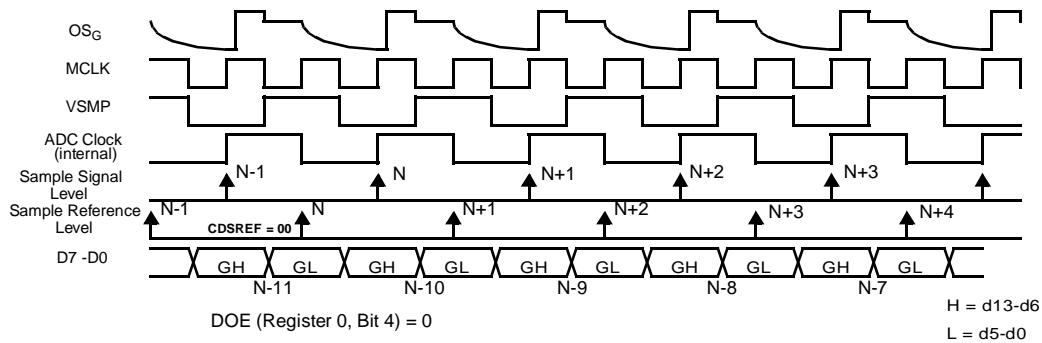 OSG
MCLK
VSMP
ADC Clock
(internal)
N-1 N N+1 N+2 N+3
Sample Signal
Level
Sample Reference
Level
N-1 N N+1 N+2 N+3 N+4
CDSREF = 00
D7 -D0
GH GL GH GL GH GL GH GL GH GL
N-11 N-10 N-9 N-8 N-7
DOE (Register 0, Bit 4) = 0
H = d13-d6
L = d5-d0